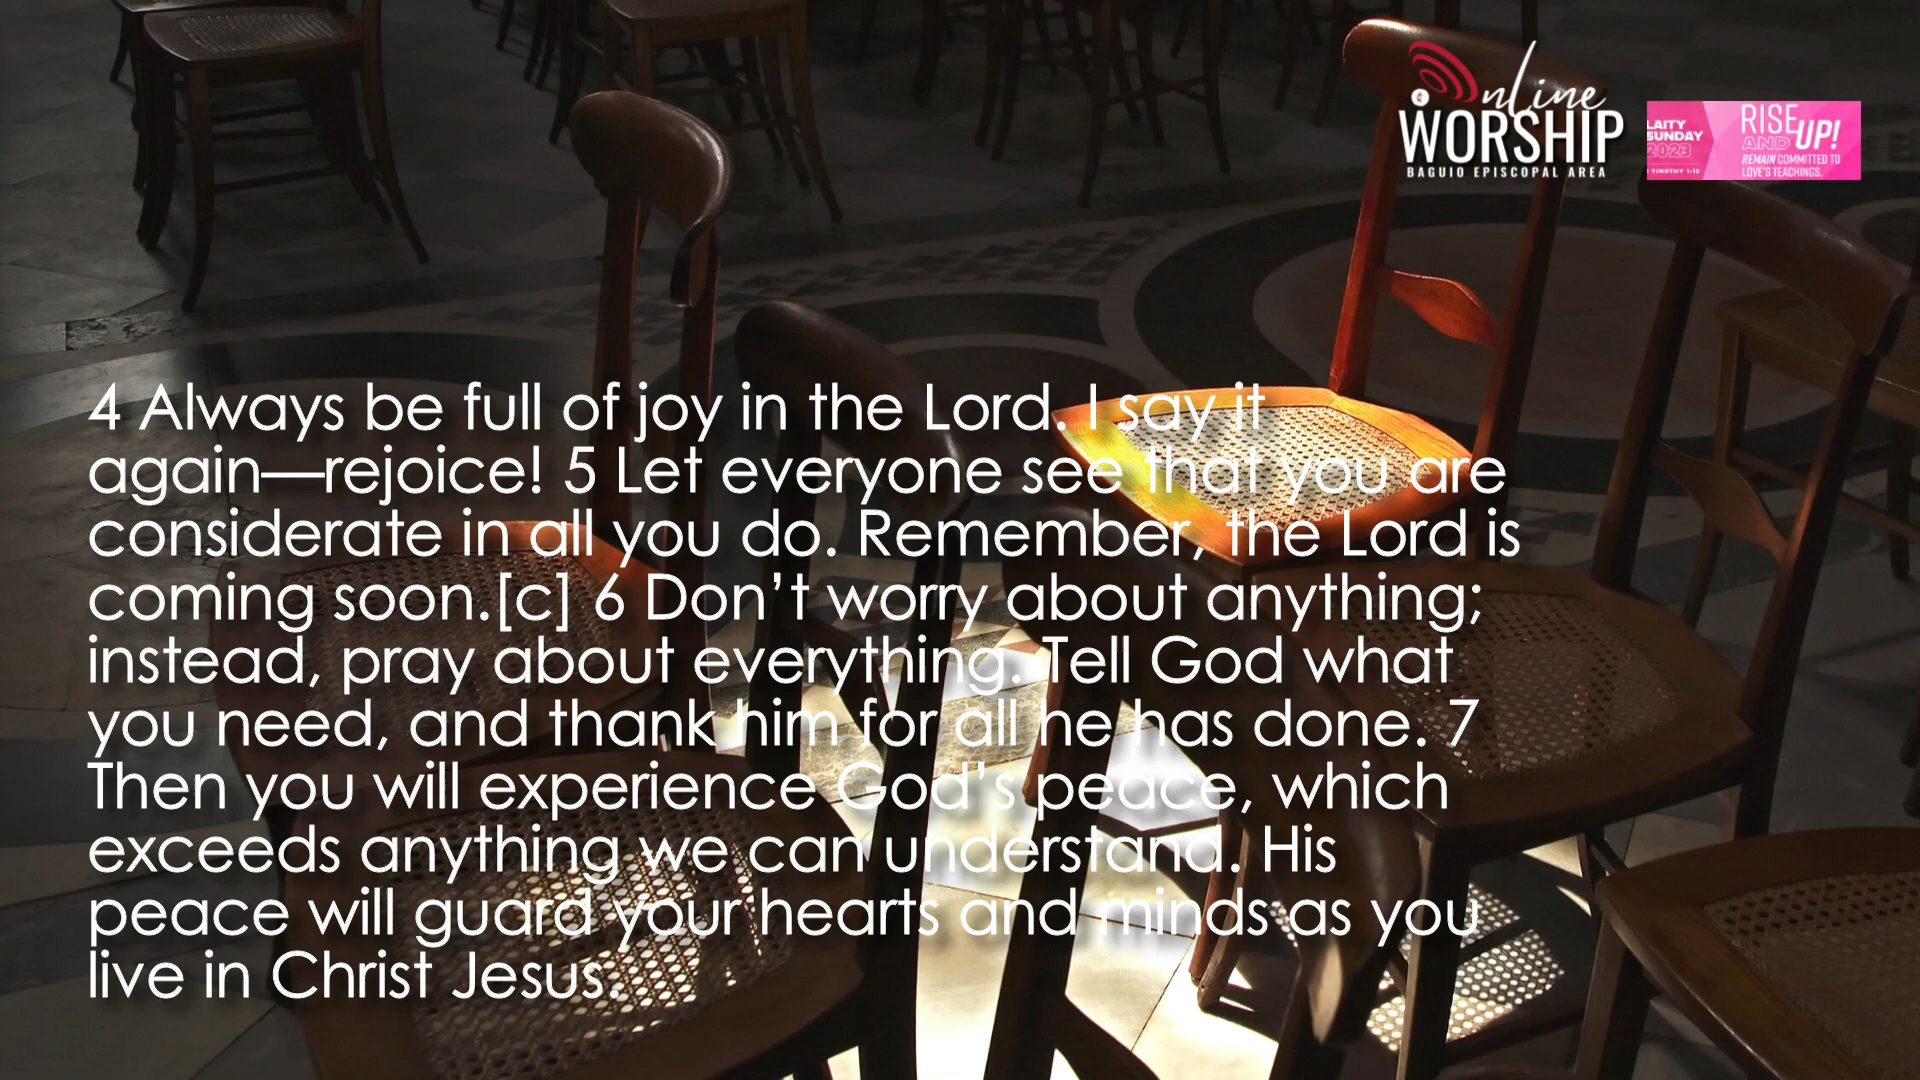 Online
WORSHIP
BAGUIO EPISCOPAL AREA
LAITY
SUNDAY
2023
TIMOTHY 1:13
RISE
AND UP!
REMAIN COMMITTED TO
LOVE'S TEACHINGS.
4 Always be full of joy in the Lord. I say it
again—rejoice! 5 Let everyone see that you are
considerate in all you do. Remember, the Lord is
coming soon.[c] 6 Don’t worry about anything;
instead, pray about everything. Tell God what
you need, and thank him for all he has done. 7
Then you will experience God’s peace, which
exceeds anything we can understand. His
peace will guard your hearts and minds as you
live in Christ Jesus.